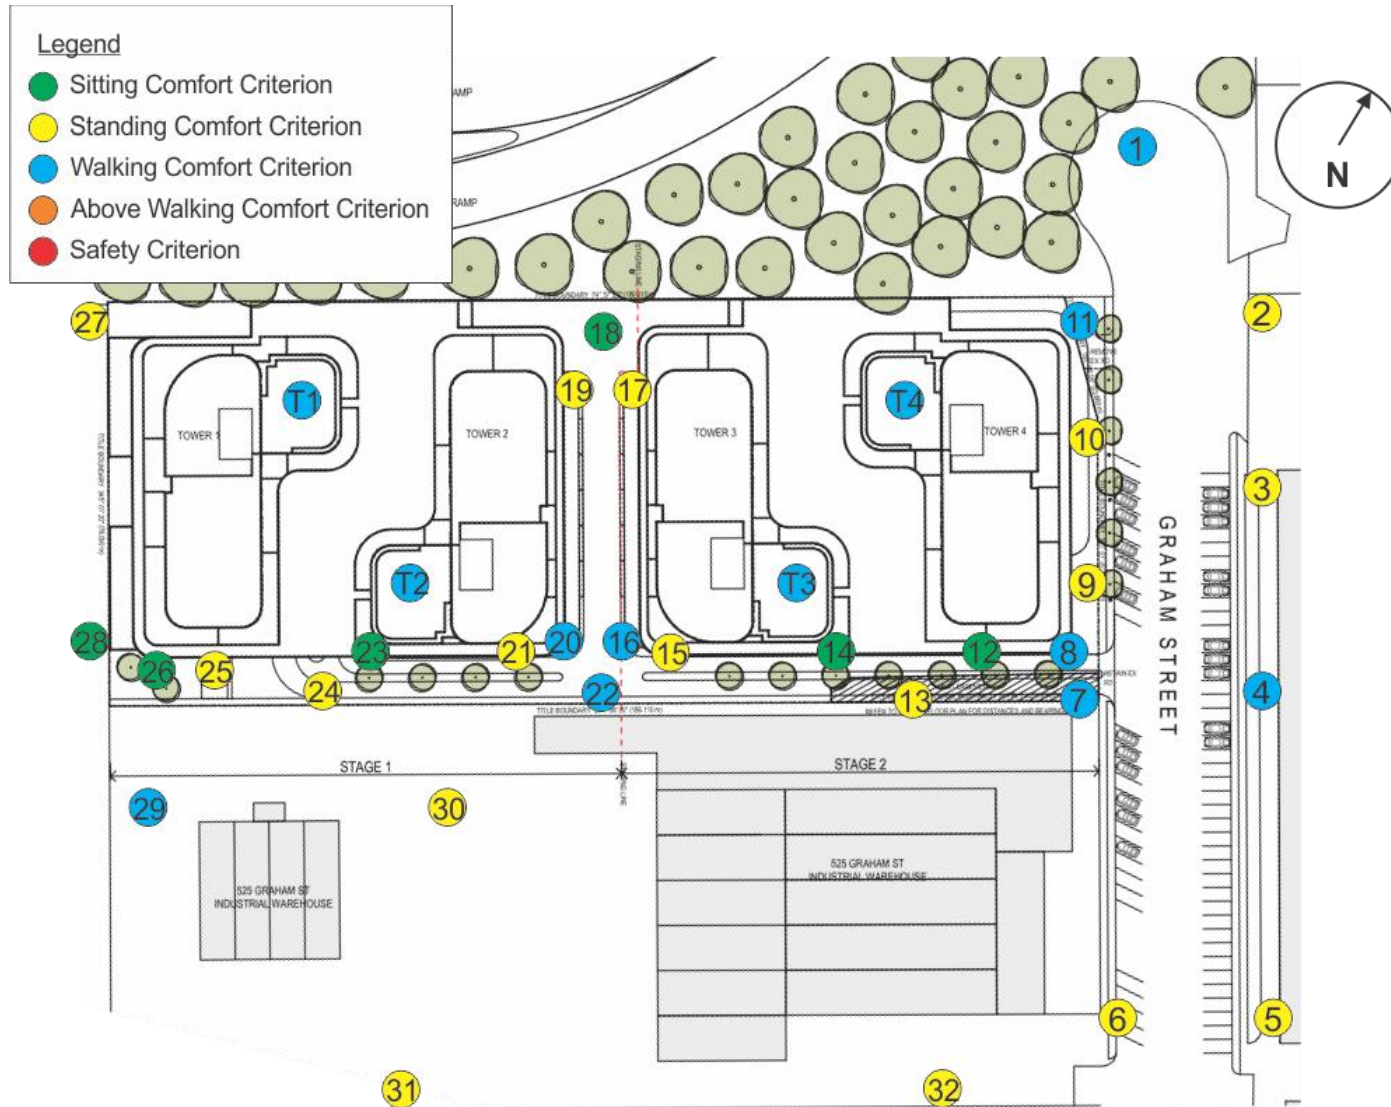 Legend
Sitting Comfort Criterion
Standing Comfort Criterion
Walking Comfort Criterion
Above Walking Comfort Criterion
Safety Criterion
RAMP
N
1
2
27
18
11
19
17
T1
T4
10
TOWER 1
TOWER 2
TOWER 3
TOWER 4
3
GRAHAM STREET
T2
T3
9
28
26
25
23
21
20
16
15
14
12
8
24
22
13
7
4
STAGE 1
STAGE 2
29
30
525 GRAHAM ST
INDUSTRIAL WAREHOUSE
525 GRAHAM ST
INDUSTRIAL WAREHOUSE
6
5
31
32